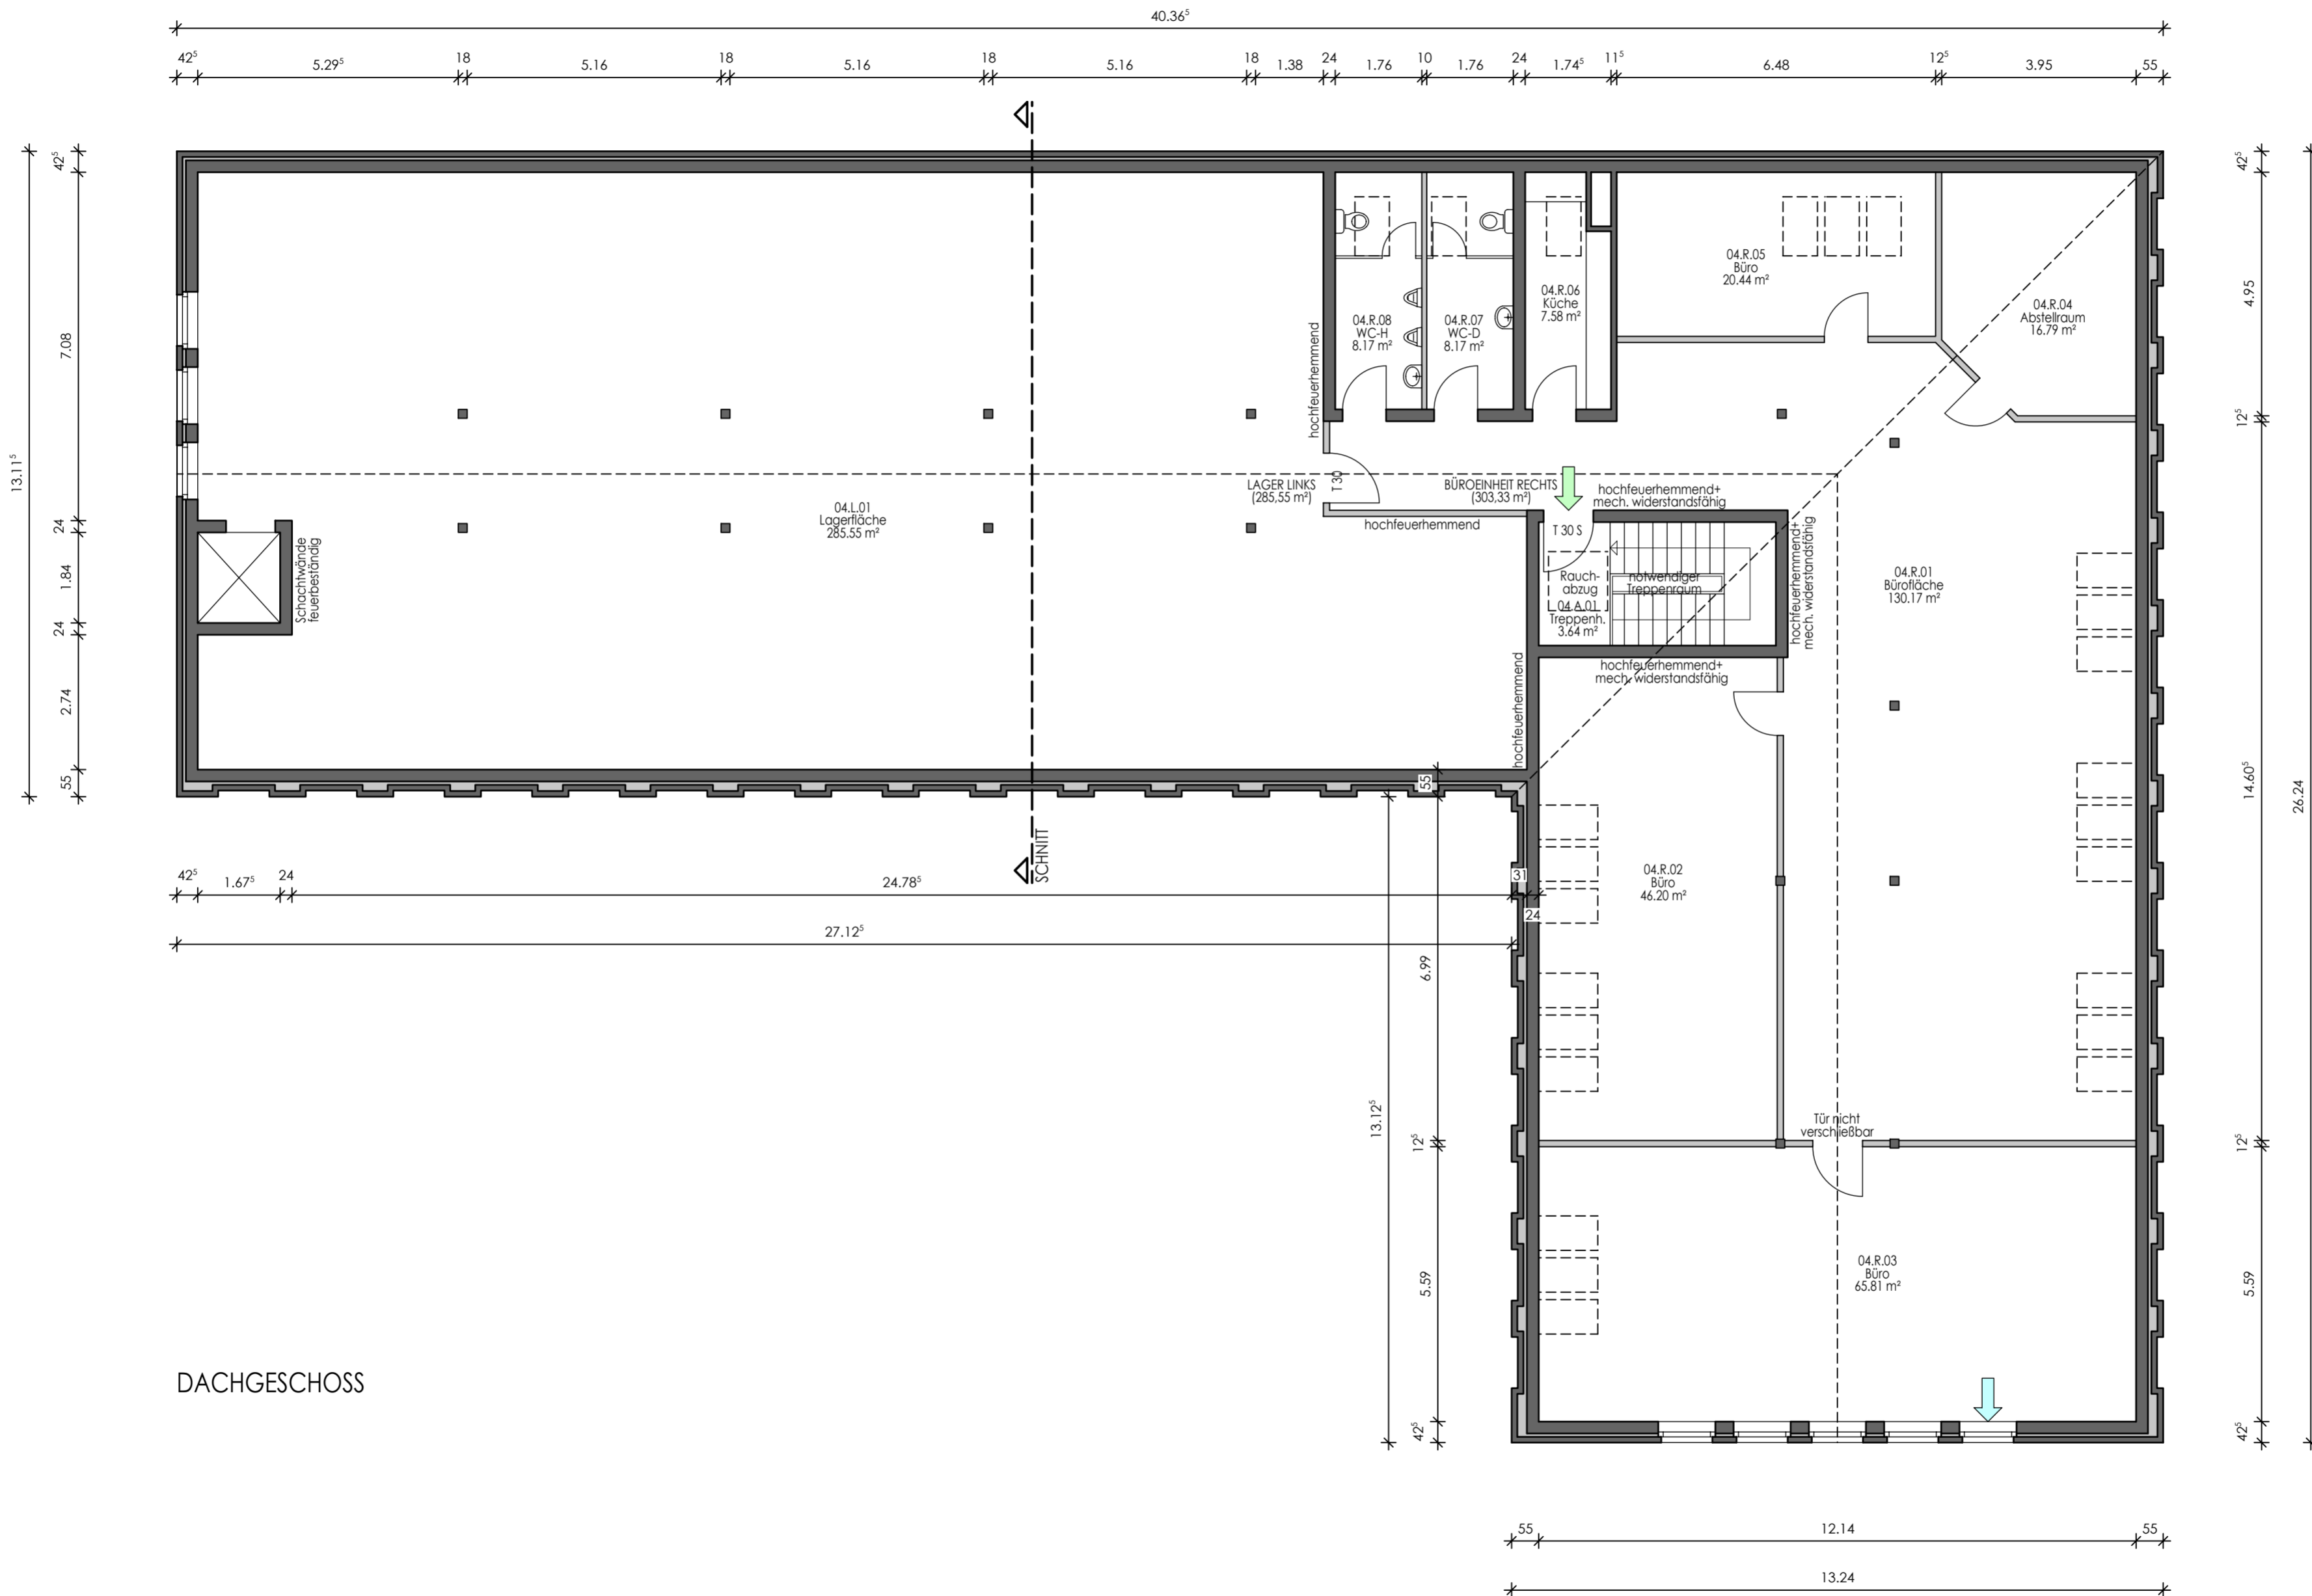 40.36⁵
42⁵ 5.29⁵ 18 5.16 18 5.16 18 5.16 18 1.38 24 1.76 10 1.76 24 1.74⁵ 11⁵ 6.48 12⁵ 3.95 55
13.11⁵
42⁵
7.08
24
1.84
24
2.74
55
42⁵
4.95
12⁵
14.60⁵
12⁵
5.59
42⁵
26.24
04.R.08
WC-H
8.17 m²
04.R.07
WC-D
8.17 m²
04.R.06
Küche
7.58 m²
04.R.05
Büro
20.44 m²
04.R.04
Abstellraum
16.79 m²
hochfeuerhemmend
T30
LAGER LINKS
(285,55 m²)
BÜROEINHEIT RECHTS
(303,33 m²)
hochfeuerhemmend+
mech. widerstandsfähig
hochfeuerhemmend
04.L.01
Lagerfläche
285.55 m²
Schachtwände
feuerbeständig
T 30 S
Rauch-
abzug
notwendiger
Treppenraum
04.A.01
Treppenh.
3.64 m²
hochfeuerhemmend+
mech. widerstandsfähig
04.R.01
Bürofläche
130.17 m²
hochfeuerhemmend+
mech. widerstandsfähig
hochfeuerhemmend
55
SCHNITT
42⁵ 1.67⁵ 24 24.78⁵ 31
24
27.12⁵
04.R.02
Büro
46.20 m²
6.99
13.12⁵
12⁵
5.59
42⁵
Tür nicht
verschließbar
04.R.03
Büro
65.81 m²
DACHGESCHOSS
55 12.14 55
13.24